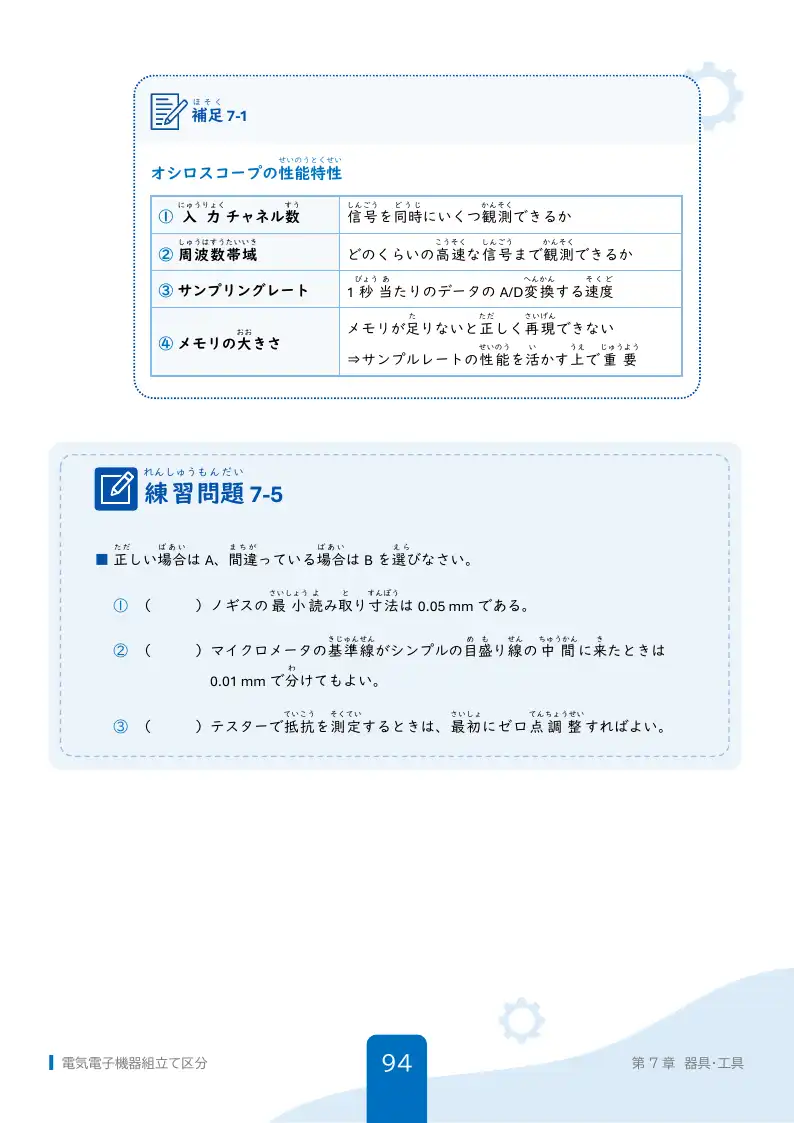 ほそく
補足 7-1
せいのうとくせい
オシロスコープの性能特性
にゅうりょく すう しんごう どうじ かんそく
① 入力チャネル数 信号を同時にいくつ観測できるか
しゅうはすうたいいき こうそく しんごう かんそく
② 周波数帯域 どのくらいの高速な信号まで観測できるか
びょう あ へんかん そくど
③ サンプリングレート 1 秒当たりのデータの A/D変換する速度
た ただ さいげん
メモリが足りないと正しく再現できない
おお
④ メモリの大きさ
せいのう い うえ じゅうよう
⇒サンプルレートの性能を活かす上で重要
れんしゅうもんだい
練習問題 7-5
ただ ばあい まちが ばあい えら
■ 正しい場合は A、間違っている場合は B を選びなさい。
さいしょう よ と すんぽう
① （ ）ノギスの最小読み取り寸法は 0.05 mm である。
きじゅんせん め も せん ちゅうかん き
② （ ）マイクロメータの基準線がシンプルの目盛り線の中間に来たときは
わ
0.01 mm で分けてもよい。
ていこう そくてい さいしょ てんちょうせい
③ （ ）テスターで抵抗を測定するときは、最初にゼロ点調整すればよい。
電気電子機器組立て区分
94
第 7 章 器具･工具